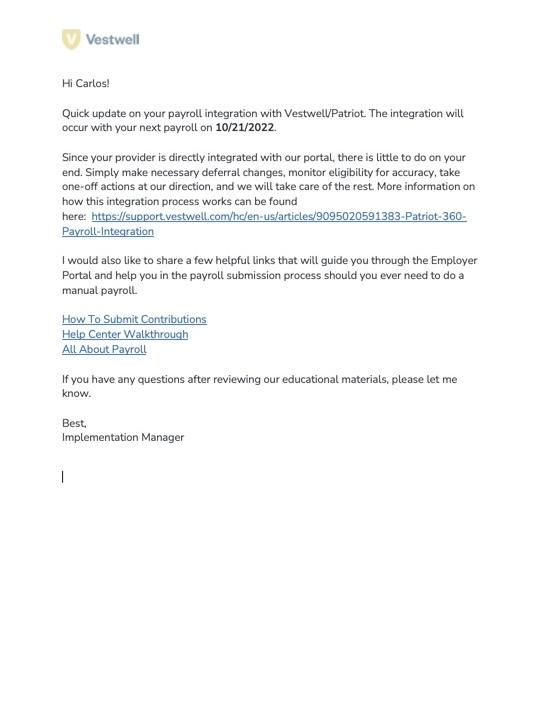 Vestwell
Hi Carlos!
Quick update on your payroll integration with Vestwell/Patriot. The integration will
occur with your next payroll on 10/21/2022.
Since your provider is directly integrated with our portal, there is little to do on your
end. Simply make necessary deferral changes, monitor eligibility for accuracy, take
one-off actions at our direction, and we will take care of the rest. More information on
how this integration process works can be found
here: https://support.vestwell.com/hc/en-us/articles/9095020591383-Patriot-360-
Payroll-Integration
I would also like to share a few helpful links that will guide you through the Employer
Portal and help you in the payroll submission process should you ever need to do a
manual payroll.
How To Submit Contributions
Help Center Walkthrough
All About Payroll
If you have any questions after reviewing our educational materials, please let me
know.
Best,
Implementation Manager